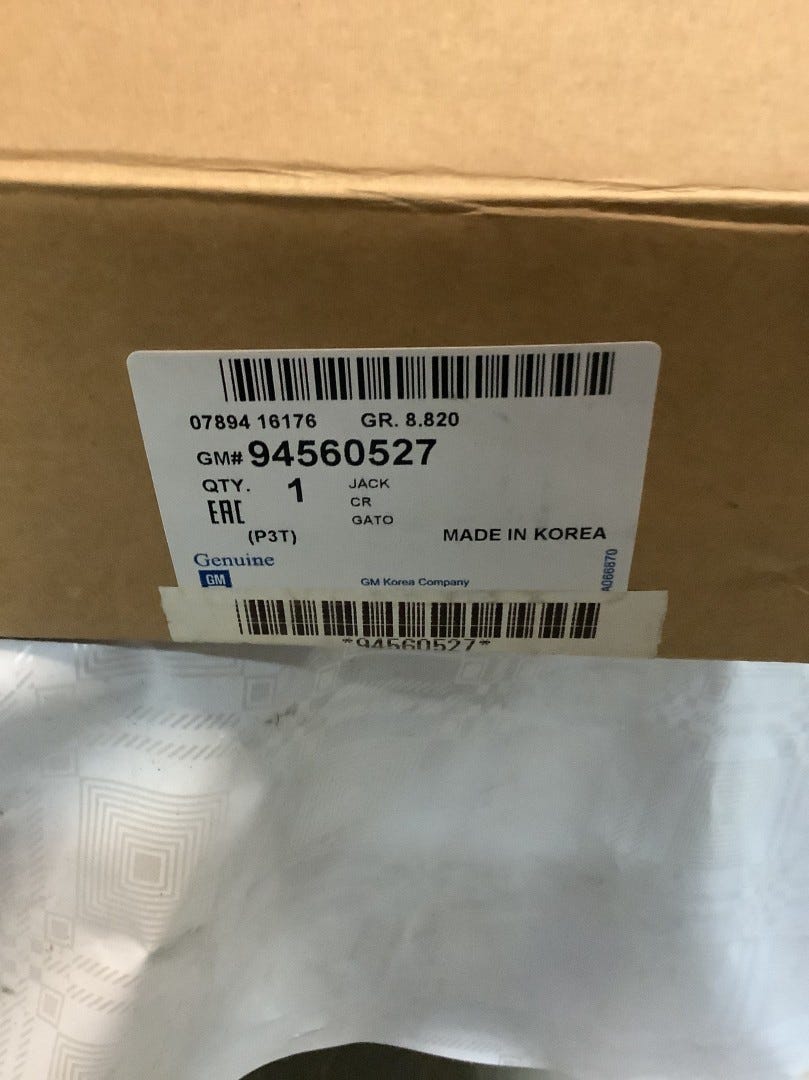 07894 16176 GR. 8.820
GM# 94560527
QTY. 1 JACK
CR
EAC GATO
(P3T) MADE IN KOREA
Genuine
GM GM Korea Company
A066870
*94560527*